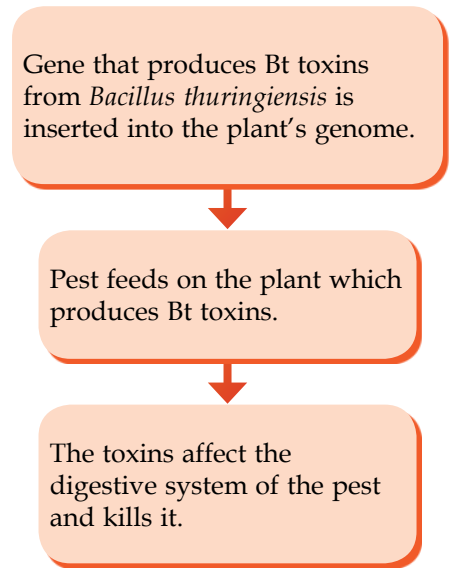 Gene that produces Bt toxins
from Bacillus thuringiensis is
inserted into the plant's genome.
Pest feeds on the plant which
produces Bt toxins.
The toxins affect the
digestive system of the pest
and kills it.